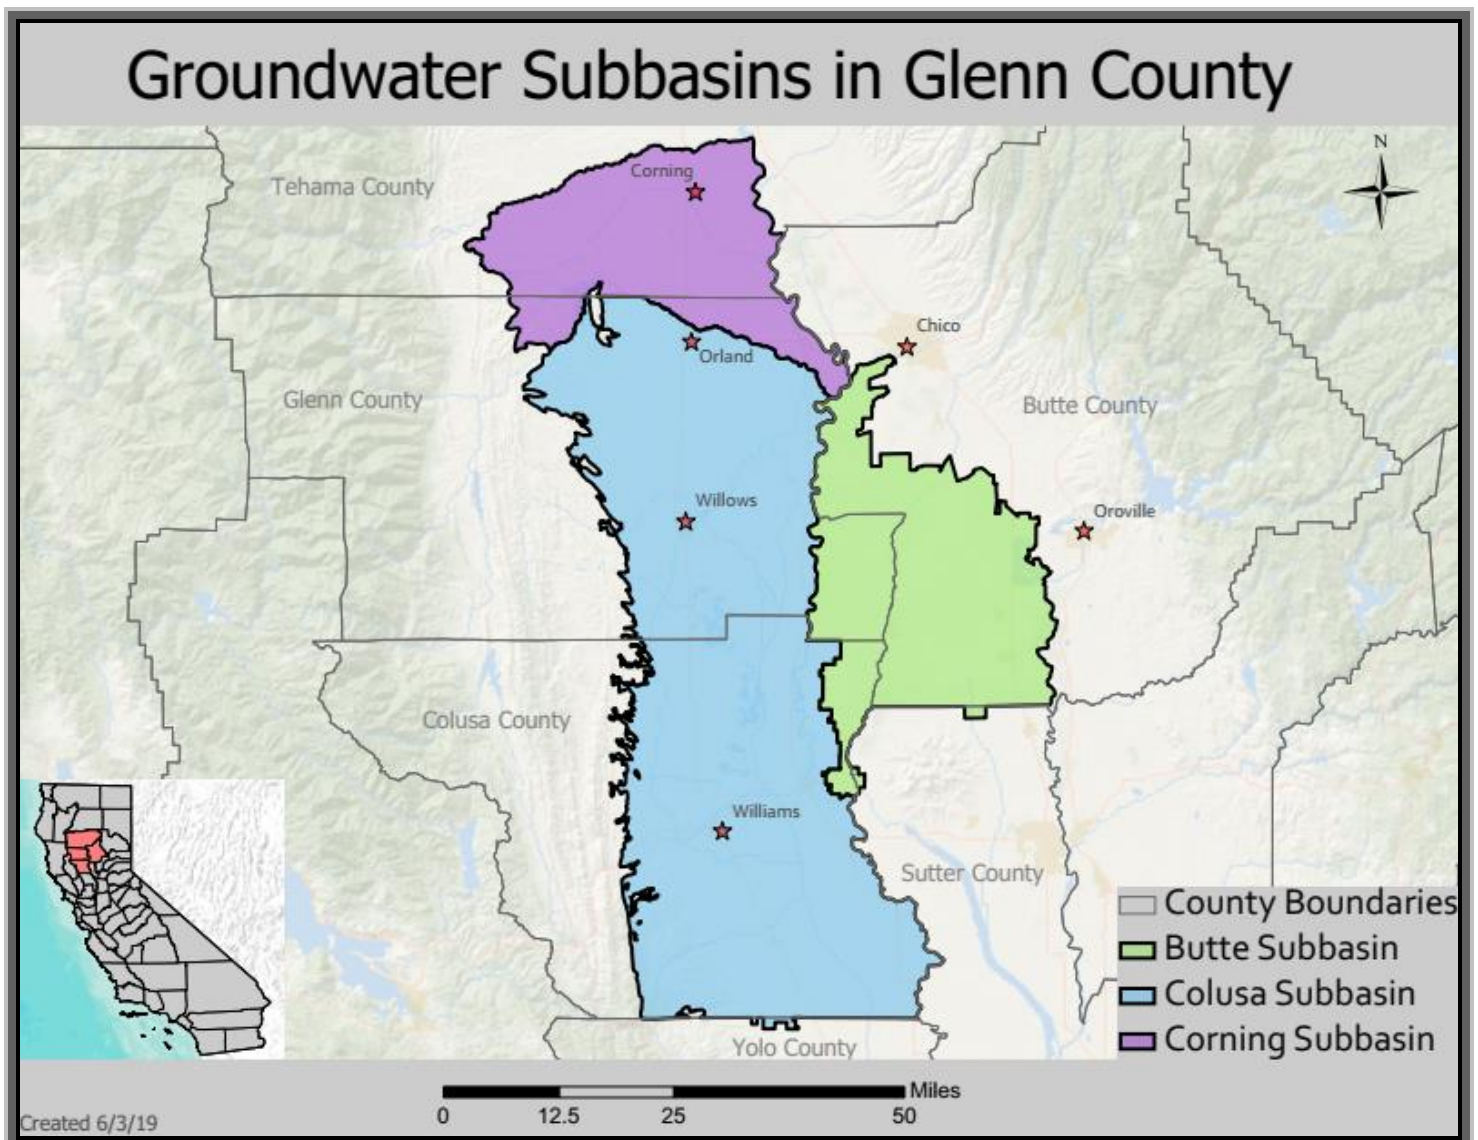 Groundwater Subbasins in Glenn County
N
Corning
Tehama County
Chico
Orland
Glenn County
Butte County
Willows
Oroville
Colusa County
Williams
Sutter County
County Boundaries
Butte Subbasin
Colusa Subbasin
Corning Subbasin
Yolo County
Miles
0 12.5 25 50
Created 6/3/19